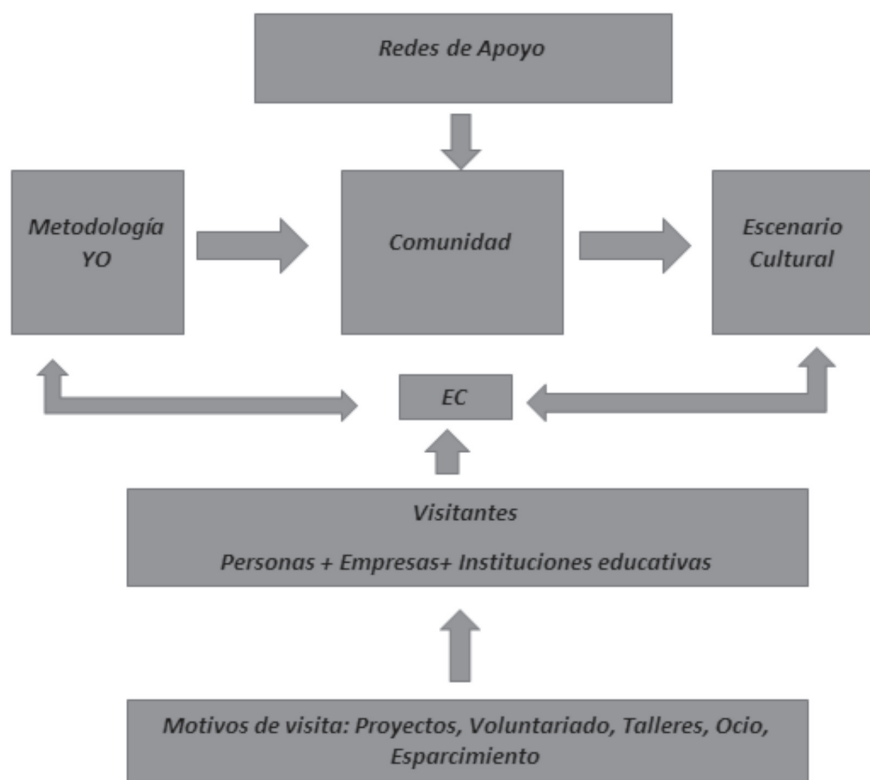 Redes de Apoyo
Metodología
YO
Comunidad
Escenario
Cultural
EC
Visitantes
Personas + Empresas+ Instituciones educativas
Motivos de visita: Proyectos, Voluntariado, Talleres, Ocio,
Esparcimiento